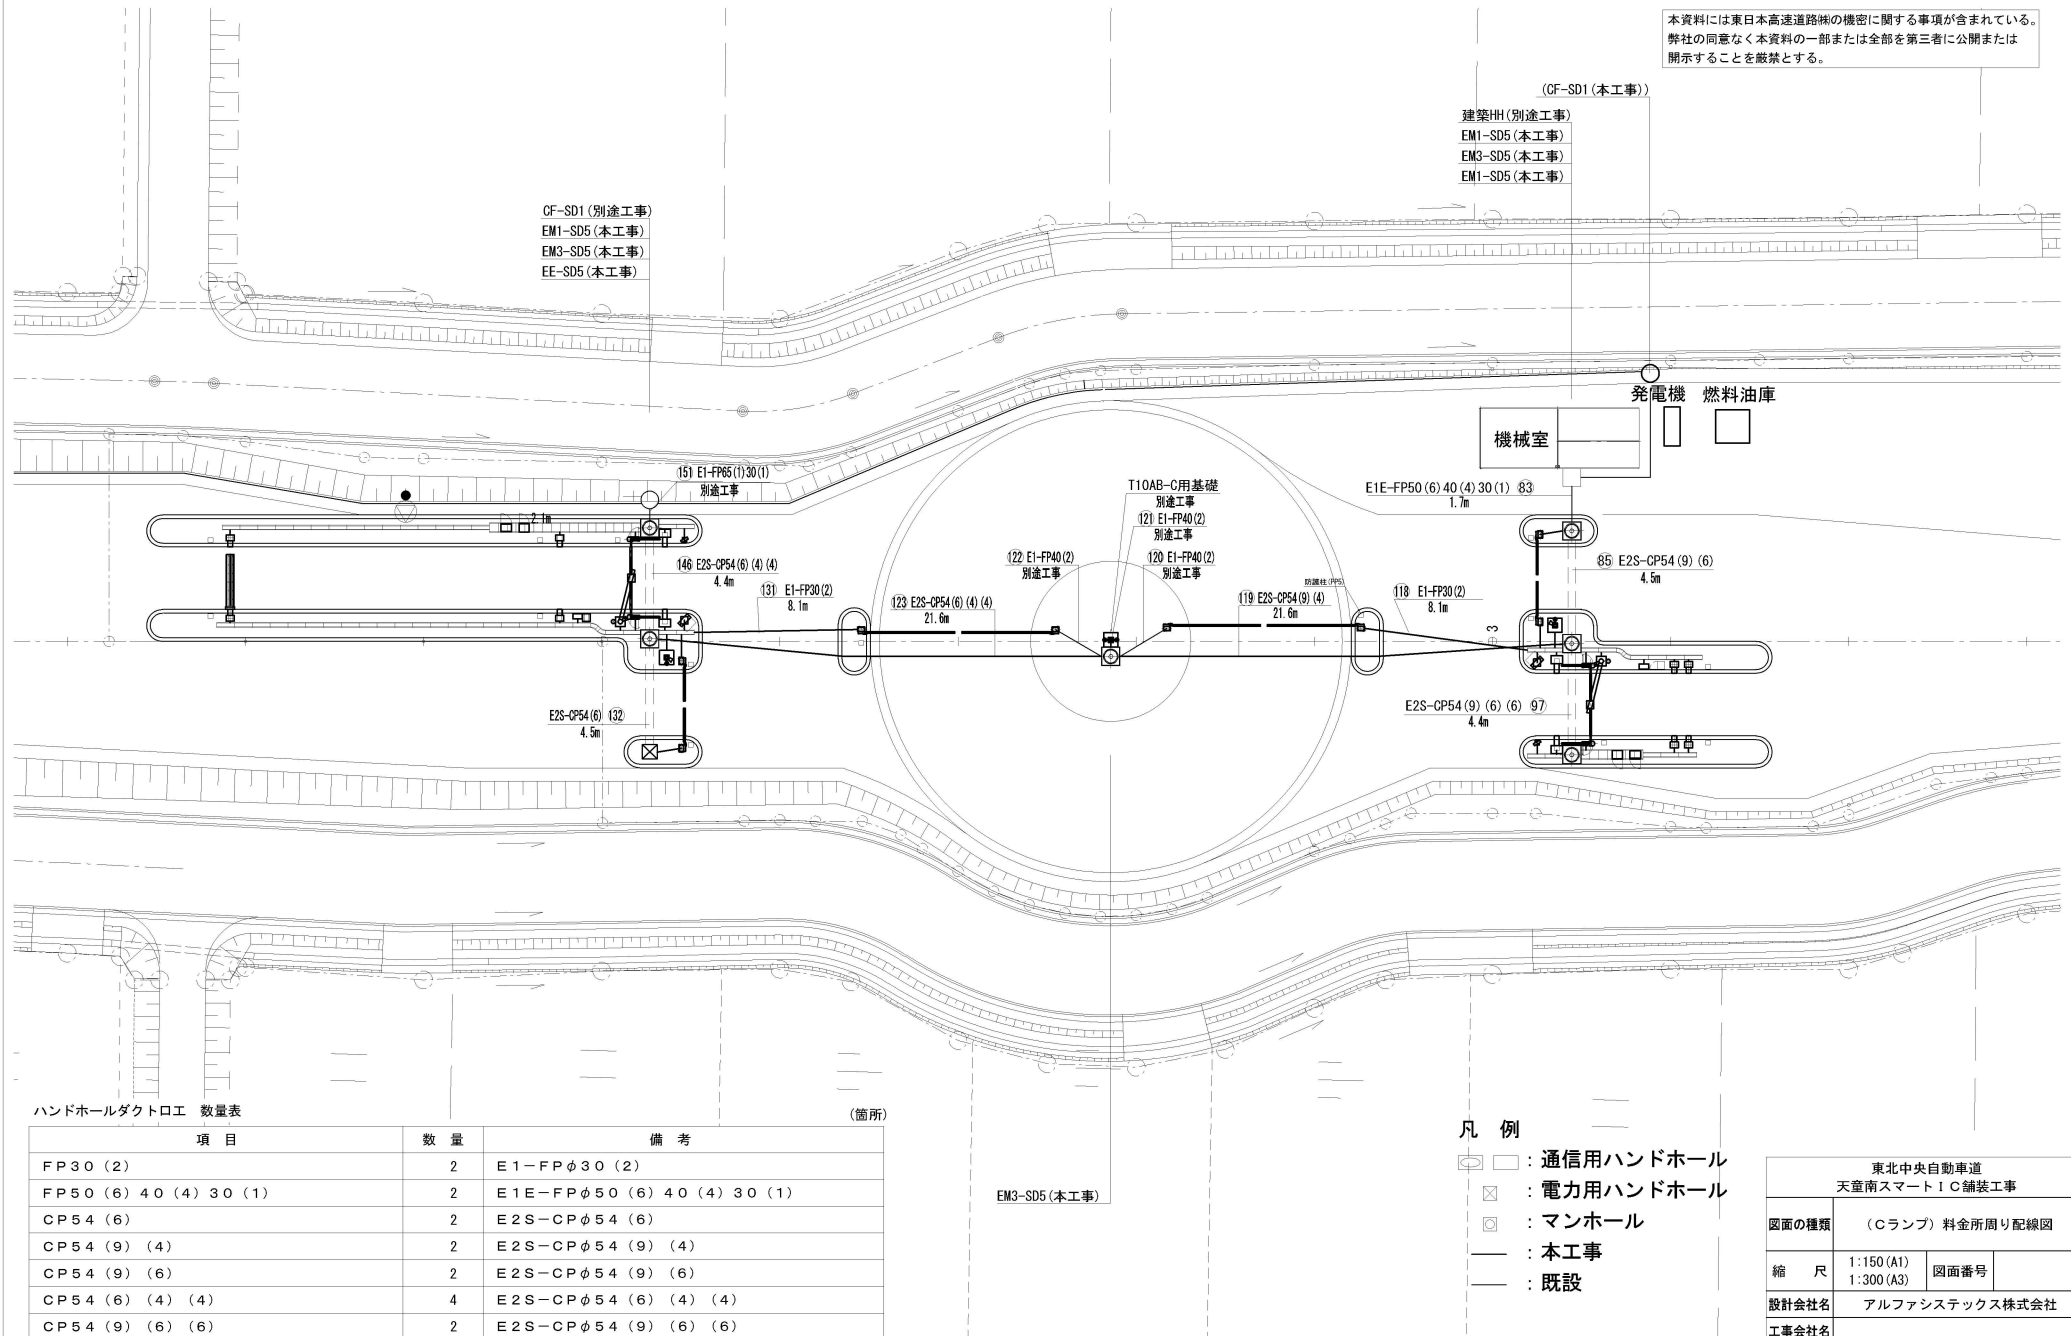 本資料には東日本高速道路㈱の機密に関する事項が含まれている。
弊社の同意なく本資料の一部または全部を第三者に公開または
開示することを厳禁とする。
(CF-SD1(本工事))
建築HH(別途工事)
EM1-SD5(本工事)
EM3-SD5(本工事)
EM1-SD5(本工事)
CF-SD1(別途工事)
EM1-SD5(本工事)
EM3-SD5(本工事)
EE-SD5(本工事)
発電機 燃料油庫
機械室
151 E1-FP65(1)30(1)
別途工事
2.1m
T10AB-C用基礎
別途工事
121 E1-FP40(2)
別途工事
122 E1-FP40(2)
別途工事
120 E1-FP40(2)
別途工事
E1E-FP50(6)40(4)30(1) 83
1.7m
146 E2S-CP54(6)(4)(4)
4.4m
85 E2S-CP54(9)(6)
4.5m
131 E1-FP30(2)
8.1m
123 E2S-CP54(6)(4)(4)
21.6m
119 E2S-CP54(9)(4)
21.6m
防護柱(PP5)
118 E1-FP30(2)
8.1m
3
E2S-CP54(6) 132
4.5m
E2S-CP54(9)(6)(6) 97
4.4m
EM3-SD5(本工事)
ハンドホールダクト口工 数量表
(箇所)
項 目 数 量 備 考
FP30(2) 2 E1-FPφ30(2)
FP50(6)40(4)30(1) 2 E1E-FPφ50(6)40(4)30(1)
CP54(6) 2 E2S-CPφ54(6)
CP54(9)(4) 2 E2S-CPφ54(9)(4)
CP54(9)(6) 2 E2S-CPφ54(9)(6)
CP54(6)(4)(4) 4 E2S-CPφ54(6)(4)(4)
CP54(9)(6)(6) 2 E2S-CPφ54(9)(6)(6)
凡 例
:通信用ハンドホール
:電力用ハンドホール
:マンホール
:本工事
:既設
東北中央自動車道
天童南スマートIC舗装工事
図面の種類 (Cランプ)料金所周り配線図
縮 尺 1:150(A1) 図面番号
1:300(A3)
設計会社名 アルファシステックス株式会社
工事会社名